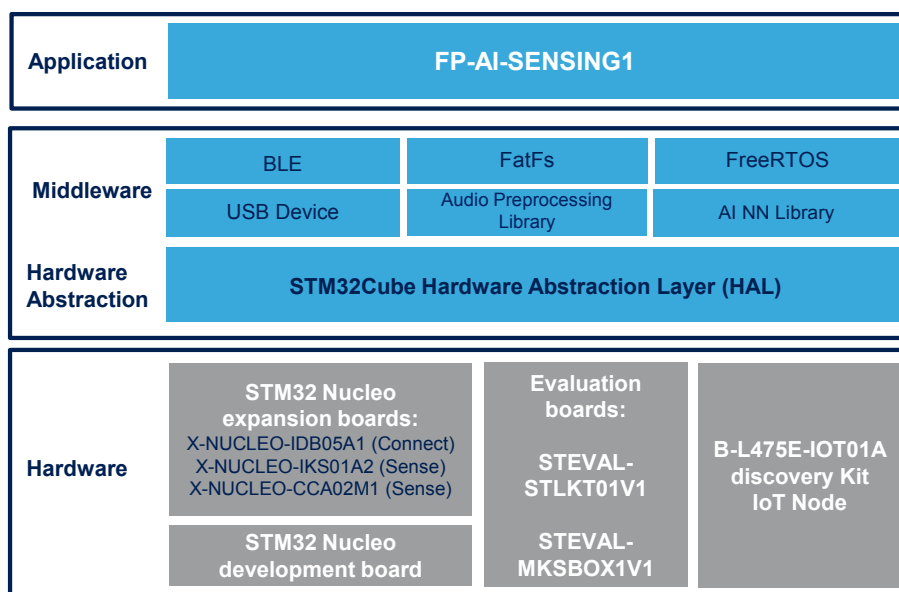 Application
FP-AI-SENSING1
Middleware
BLE
FatFs
FreeRTOS
USB Device
Audio Preprocessing
Library
AI NN Library
Hardware
Abstraction
STM32Cube Hardware Abstraction Layer (HAL)
Hardware
STM32 Nucleo
expansion boards:
X-NUCLEO-IDB05A1 (Connect)
X-NUCLEO-IKS01A2 (Sense)
X-NUCLEO-CCA02M1 (Sense)
STM32 Nucleo
development board
Evaluation
boards:
STEVAL-
STLKT01V1
STEVAL-
MKSBOX1V1
B-L475E-IOT01A
discovery Kit
IoT Node